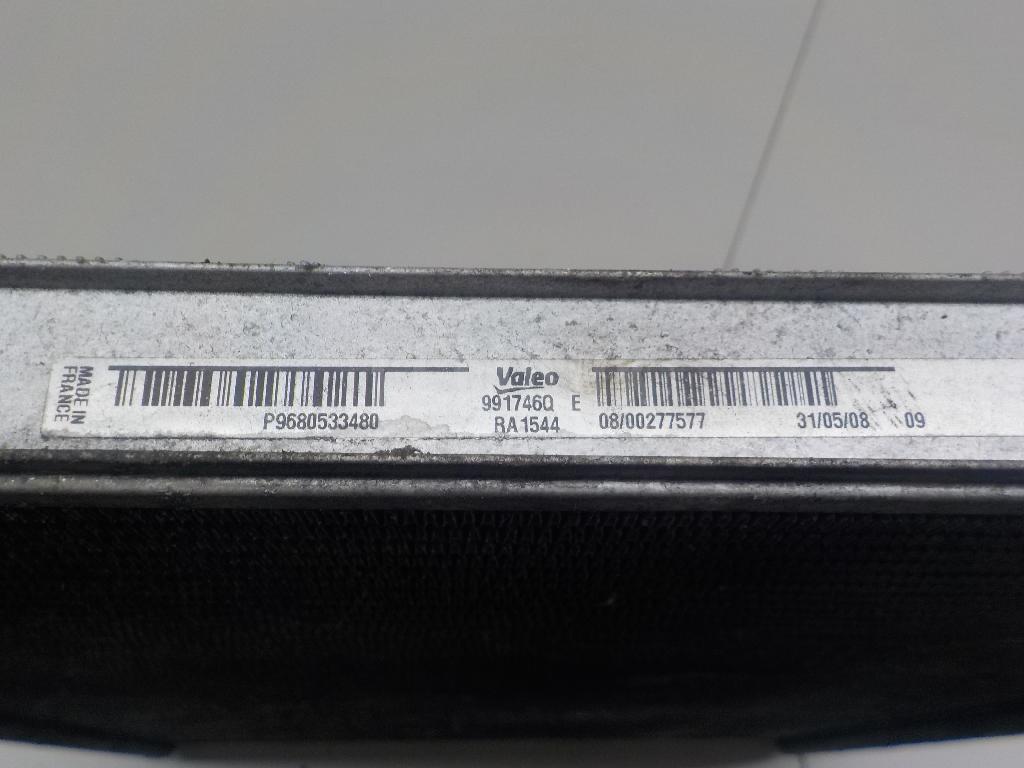 MADE IN
FRANCE
P9680533480
Valeo
991746Q E
RA1544
08/00277577 31/05/08 09